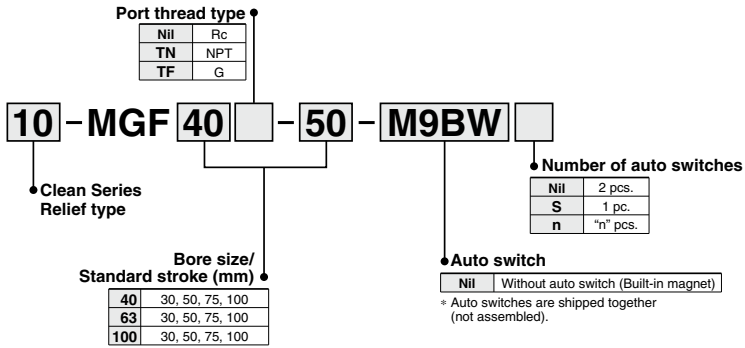 Port thread type
Nil Rc
TN NPT
TF G
10 – MGF 40 – 50 – M9BW
Clean Series
Relief type
Number of auto switches
Nil 2 pcs.
S 1 pc.
n “n” pcs.
Bore size/
Standard stroke (mm)
40 30, 50, 75, 100
63 30, 50, 75, 100
100 30, 50, 75, 100
Auto switch
Nil Without auto switch (Built-in magnet)
* Auto switches are shipped together
(not assembled).